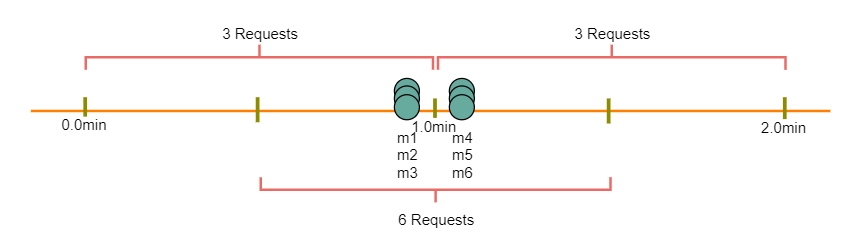 3 Requests
3 Requests
0.0min
1.0min
2.0min
m1
m2
m3
m4
m5
m6
6 Requests